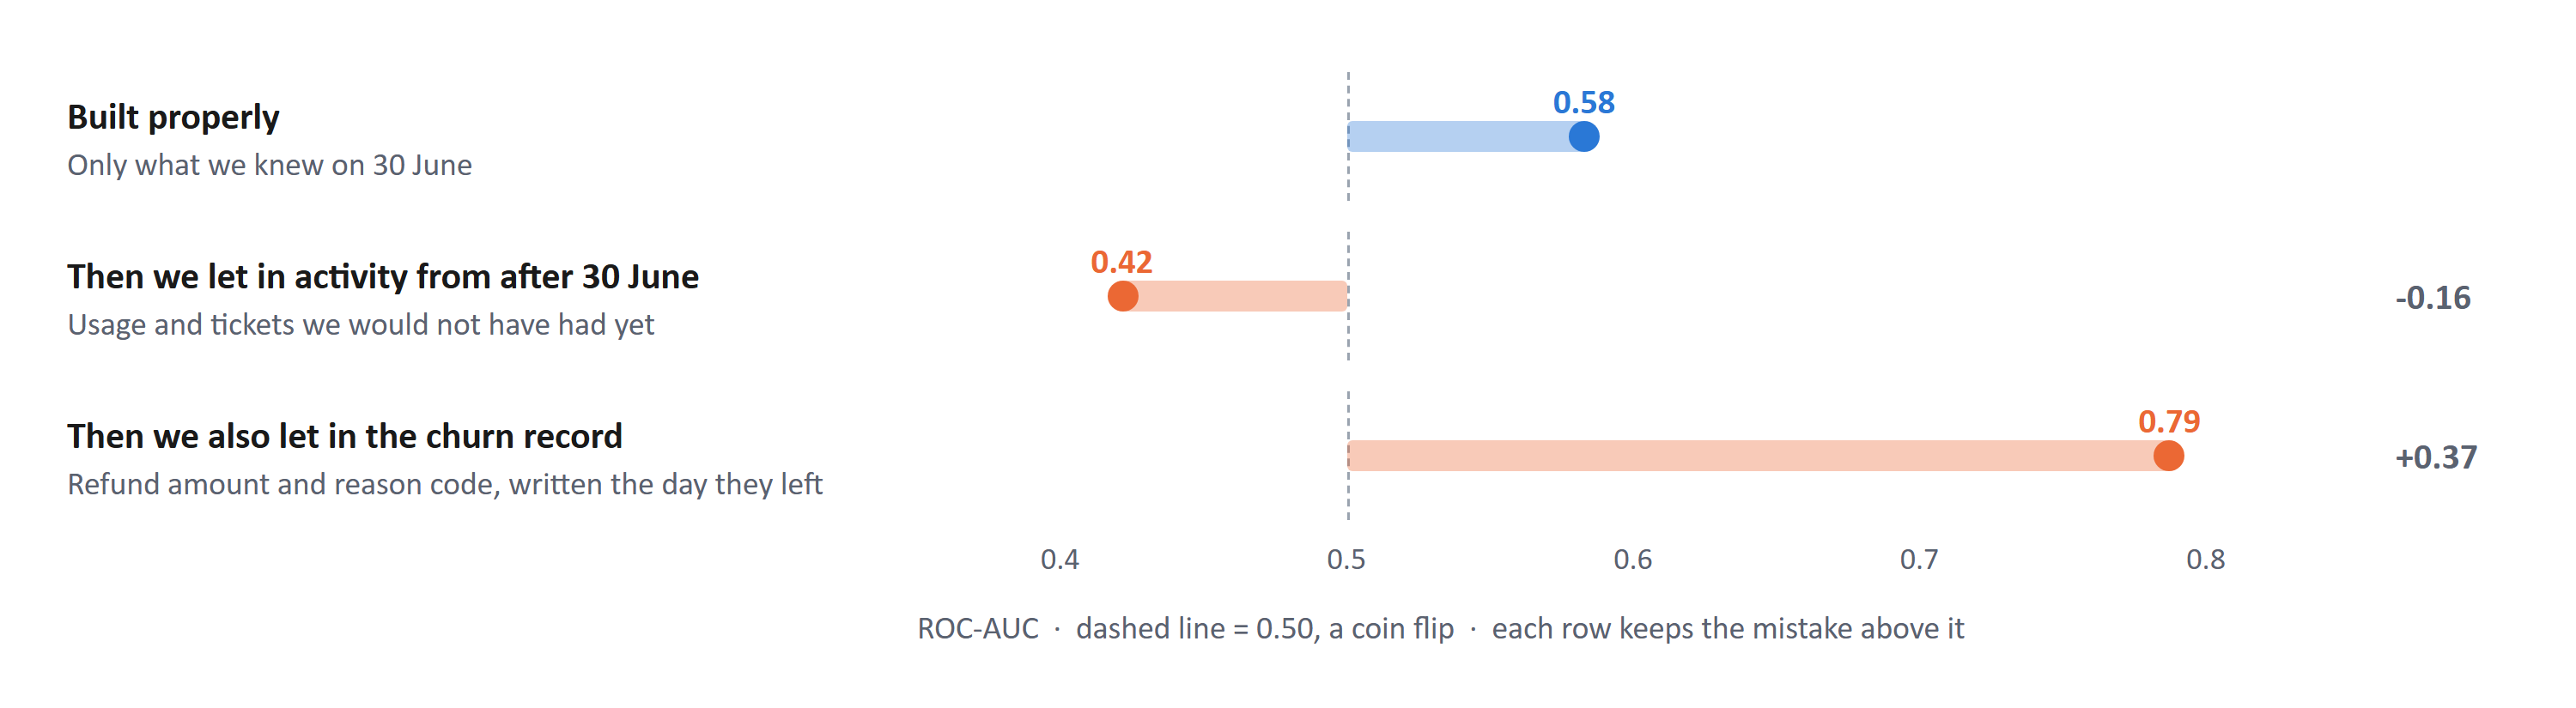 Built properly
Only what we knew on 30 June
0.58
Then we let in activity from after 30 June
Usage and tickets we would not have had yet
0.42
-0.16
Then we also let in the churn record
Refund amount and reason code, written the day they left
0.79
+0.37
0.4 0.5 0.6 0.7 0.8
ROC-AUC · dashed line = 0.50, a coin flip · each row keeps the mistake above it